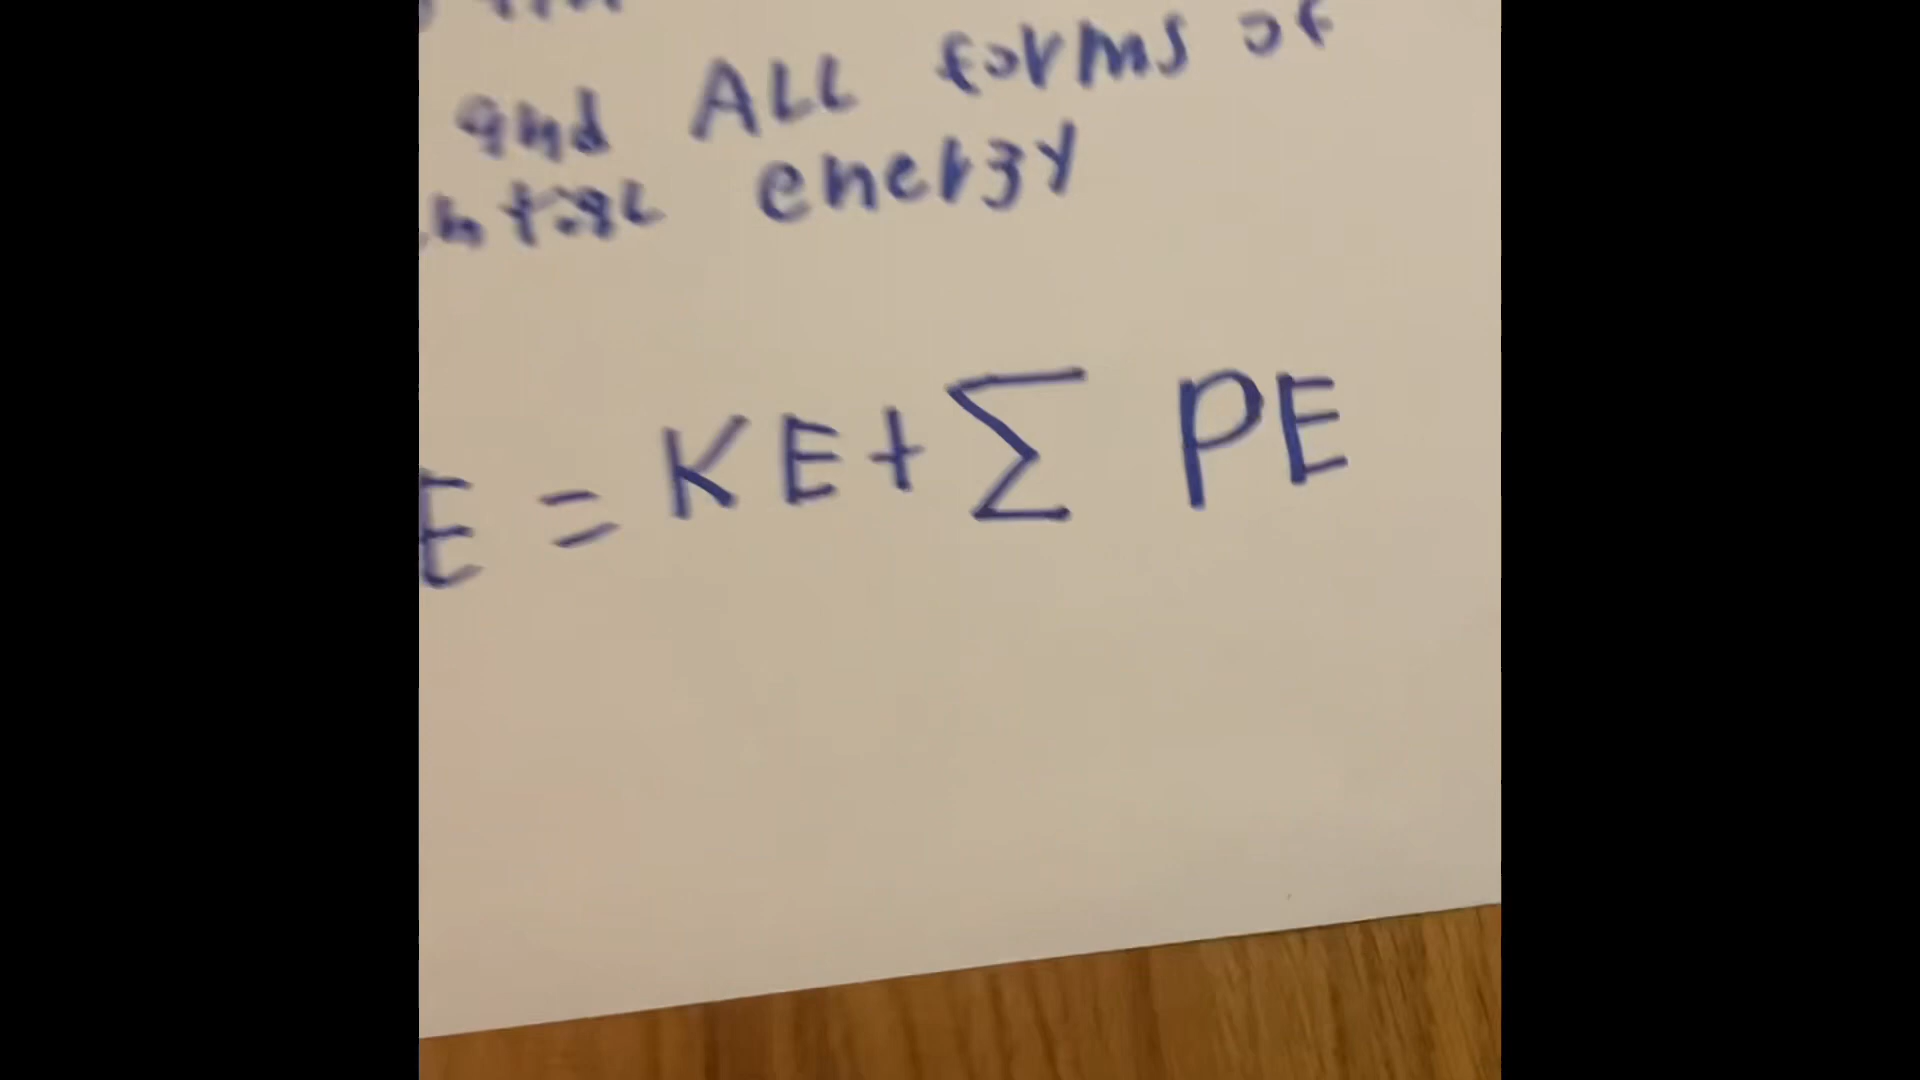 and ALL forms of
energy
E = KE + ∑ PE